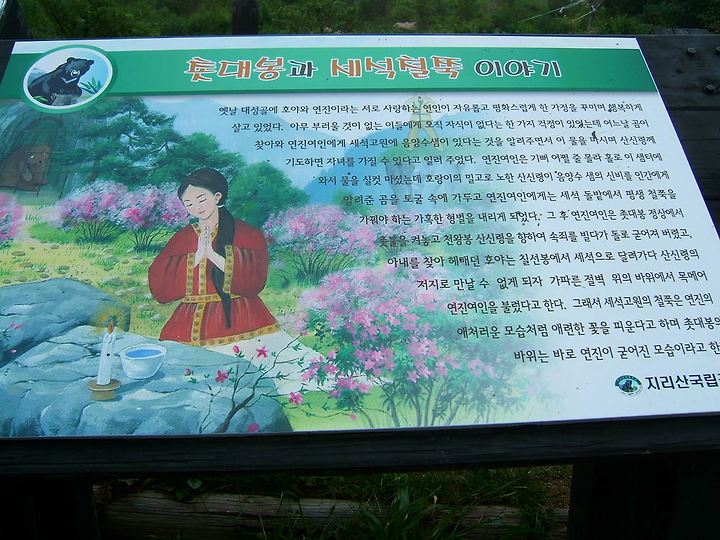 촛대봉과 세석철쭉 이야기
옛날 대성골에 호야와 연진이라는 서로 사랑하는 연인이 자유롭고 평화스럽게 한 가정을 꾸미며 행복하게
살고 있었다. 아무 부러울 것이 없는 이들에게 오직 자식이 없다는 한 가지 걱정이 있었는데 어느날 곰이
찾아와 연진여인에게 세석고원에 음양수샘이 있다는 것을 알려주면서 이 물을 마시며 산신령께
기도하면 자녀를 가질 수 있다고 일러 주었다. 연진여인은 기뻐 어쩔 줄 몰라 홀로 이 샘터에
와서 물을 실컷 마셨는데 호랑이의 밀고로 노한 산신령이 음양수 샘의 신비를 인간에게
알려준 곰을 토굴 속에 가두고 연진여인에게는 세석 돌밭에서 평생 철쭉을
가꿔야 하는 가혹한 형벌을 내리게 되었다. 그 후 연진여인은 촛대봉 정상에서
촛불을 켜놓고 천왕봉 산신령을 향하여 속죄를 빌다가 돌로 굳어져 버렸고,
아내를 찾아 헤매던 호야는 칠선봉에서 세석으로 달려가다 산신령의
저지로 만날 수 없게 되자 가파른 절벽 위의 바위에서 목메어
연진여인을 불렀다고 한다. 그래서 세석고원의 철쭉은 연진의
애처러운 모습처럼 애련한 꽃을 피운다고 하며 촛대봉의
바위는 바로 연진이 굳어진 모습이라고 한
지리산국립